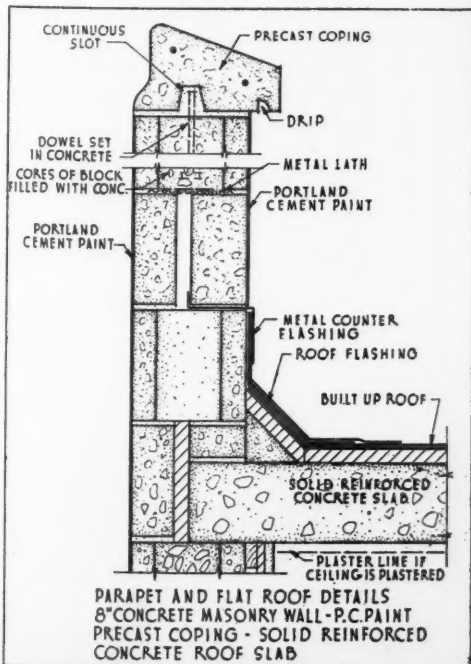 CONTINUOUS
SLOT
PRECAST COPING
DRIP
DOWEL SET
IN CONCRETE
METAL LATH
CORES OF BLOCK
FILLED WITH CONC.
PORTLAND
CEMENT PAINT
PORTLAND
CEMENT PAINT
METAL COUNTER
FLASHING
ROOF FLASHING
BUILT UP ROOF
SOLID REINFORCED
CONCRETE SLAB
PLASTER LINE IF
CEILING IS PLASTERED
PARAPET AND FLAT ROOF DETAILS
8" CONCRETE MASONRY WALL - P.C. PAINT
PRECAST COPING - SOLID REINFORCED
CONCRETE ROOF SLAB